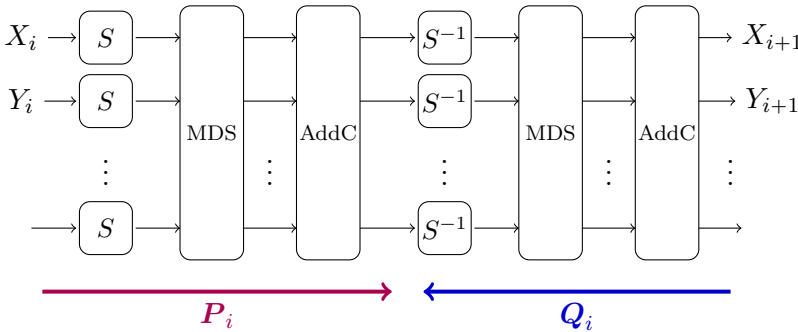 X_i S S^{-1} X_{i+1}
Y_i S S^{-1} Y_{i+1}
MDS AddC MDS AddC
⋮ ⋮ ⋮ ⋮ ⋮
S S^{-1}
P_i Q_i